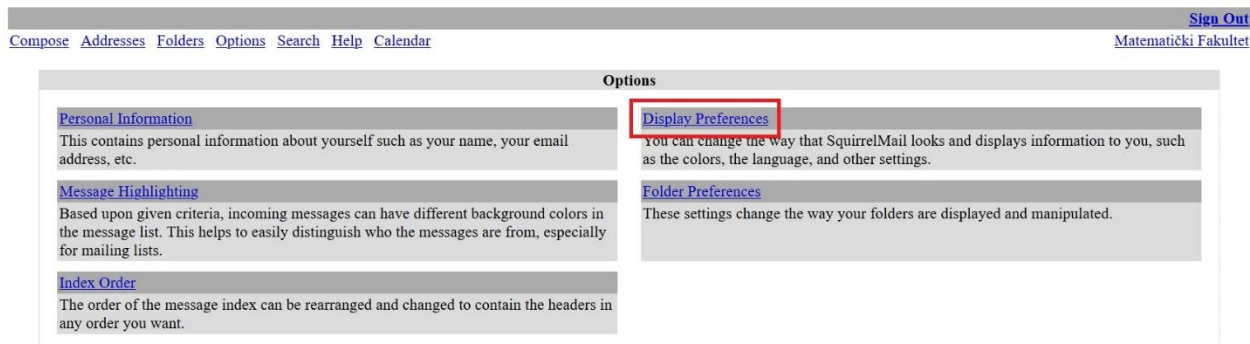 Sign Out
Compose Addresses Folders Options Search Help Calendar
Matematički Fakultet
Options
Personal Information
This contains personal information about yourself such as your name, your email
address, etc.
Display Preferences
You can change the way that SquirrelMail looks and displays information to you, such
as the colors, the language, and other settings.
Message Highlighting
Based upon given criteria, incoming messages can have different background colors in
the message list. This helps to easily distinguish who the messages are from, especially
for mailing lists.
Folder Preferences
These settings change the way your folders are displayed and manipulated.
Index Order
The order of the message index can be rearranged and changed to contain the headers in
any order you want.